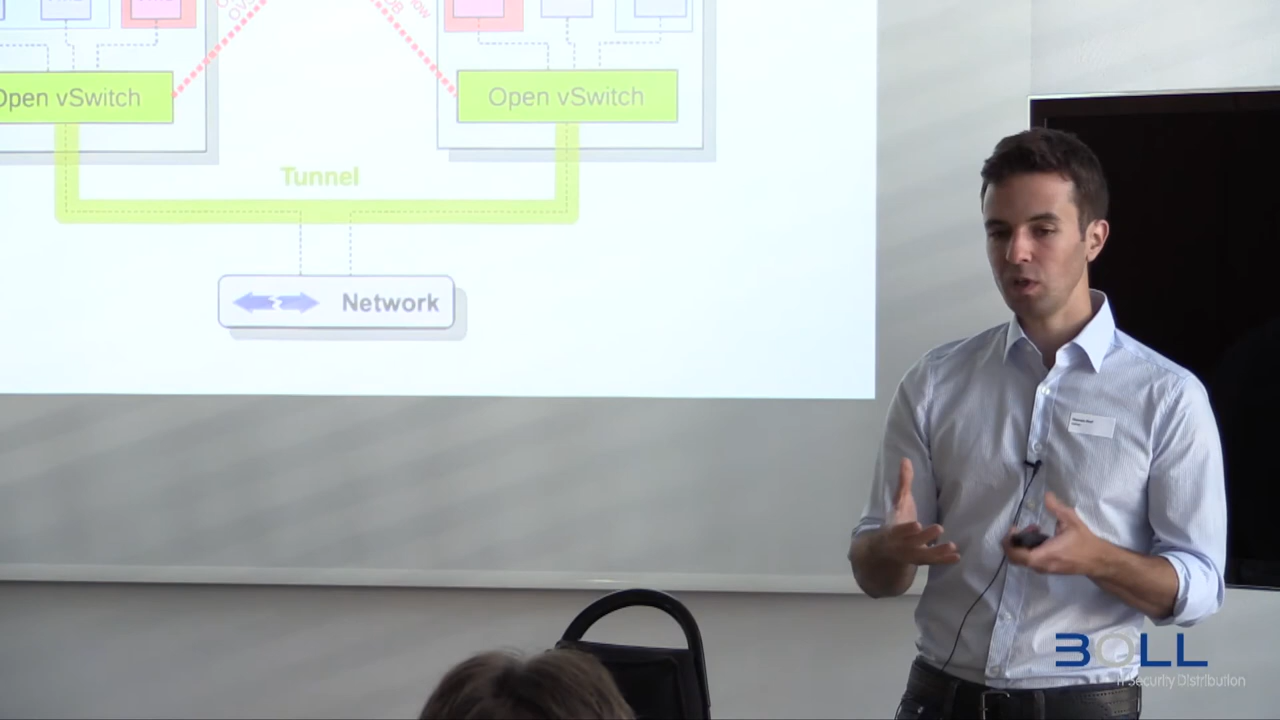 Open vSwitch
Open vSwitch
Tunnel
Network
BOLL
IT Security Distribution